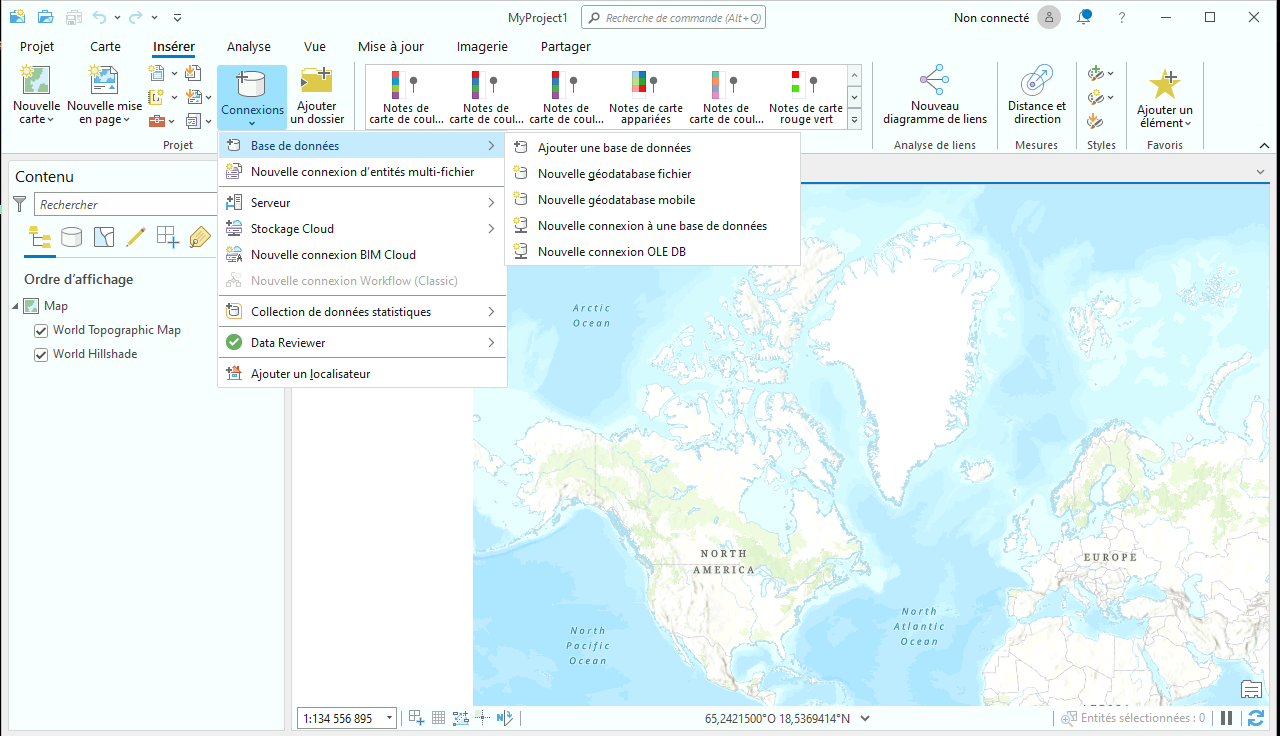 MyProject1
Recherche de commande (Alt+Q)
Non connecté
?
Projet
Carte
Insérer
Analyse
Vue
Mise à jour
Imagerie
Partager
Nouvelle
carte
Nouvelle mise
en page
Connexions
Ajouter
un dossier
Projet
Notes de
carte de coul...
Notes de
carte de coul...
Notes de
carte de coul...
Notes de carte
appariées
Notes de
carte de coul...
Notes de carte
rouge vert
Nouveau
diagramme de liens
Analyse de liens
Distance et
direction
Mesures
Styles
Ajouter un
élément
Favoris
Base de données
Nouvelle connexion d'entités multi-fichier
Serveur
Stockage Cloud
Nouvelle connexion BIM Cloud
Nouvelle connexion Workflow (Classic)
Collection de données statistiques
Data Reviewer
Ajouter un localisateur
Ajouter une base de données
Nouvelle géodatabase fichier
Nouvelle géodatabase mobile
Nouvelle connexion à une base de données
Nouvelle connexion OLE DB
Contenu
Rechercher
Ordre d'affichage
Map
World Topographic Map
World Hillshade
Arctic
Ocean
NORTH
AMERICA
EUROPE
North
Atlantic
Ocean
North
Pacific
Ocean
1:134 556 895
65,2421500°O 18,5369414°N
Entités sélectionnées : 0